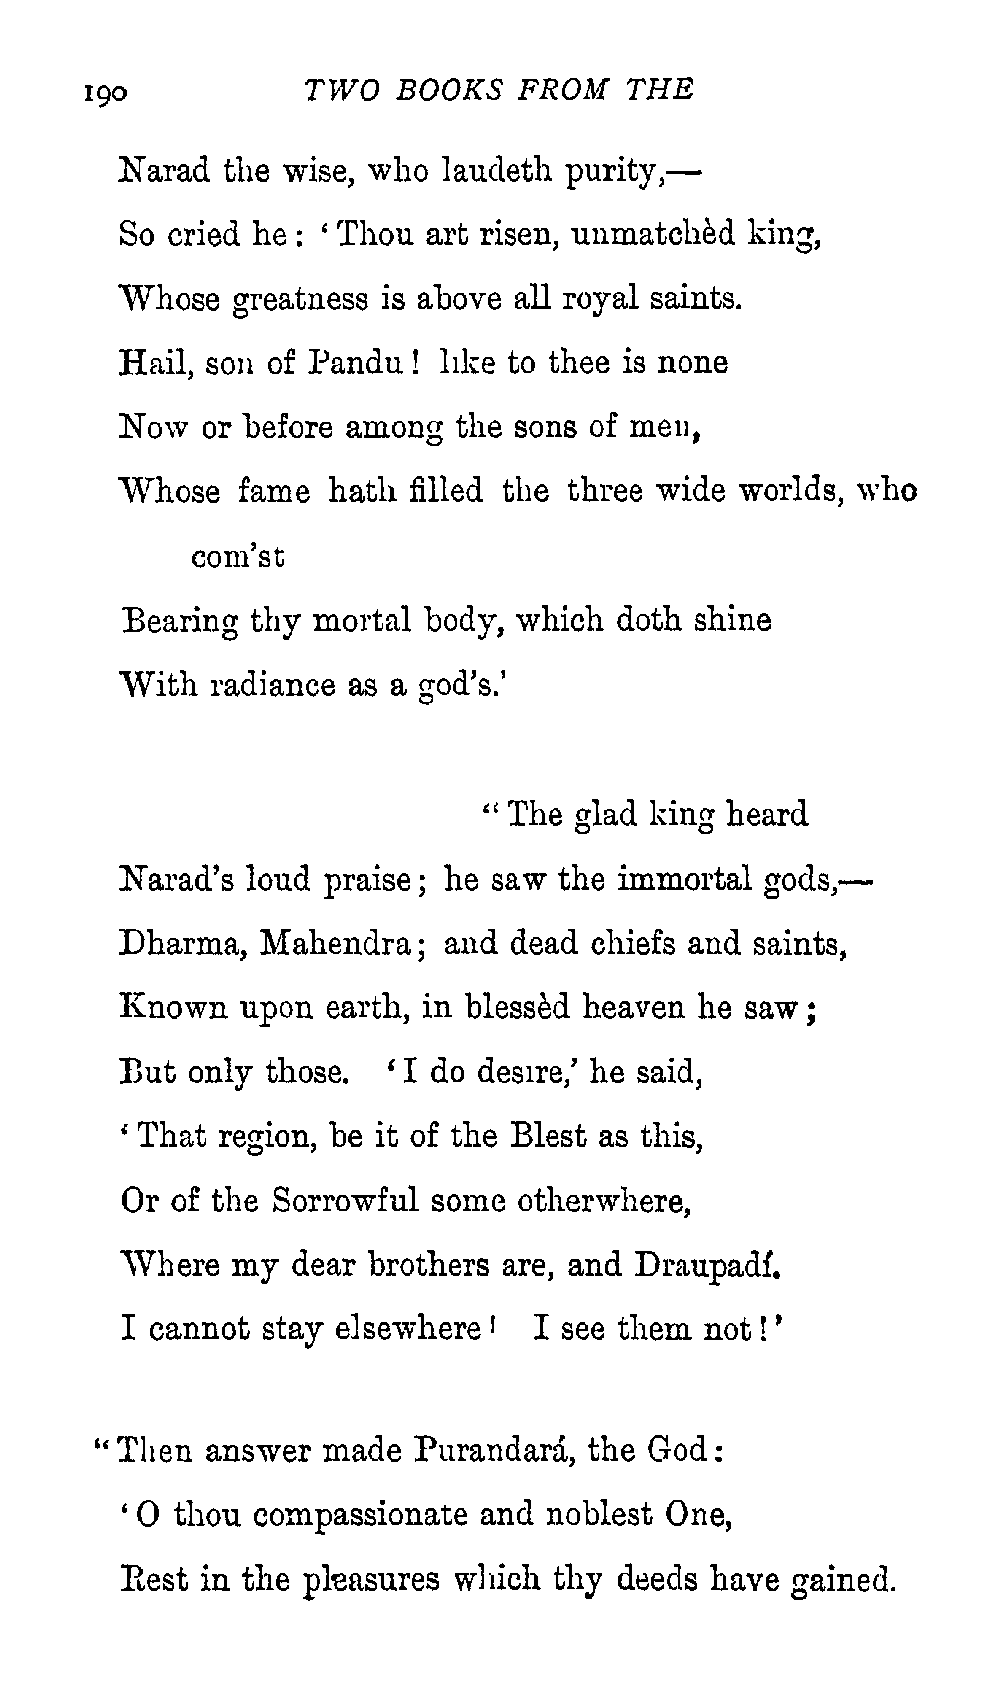 190 TWO BOOKS FROM THE
Narad the wise, who laudeth purity,—
So cried he: ‘Thou art risen, unmatchèd king,
Whose greatness is above all royal saints.
Hail, son of Pandu! like to thee is none
Now or before among the sons of men,
Whose fame hath filled the three wide worlds, who
com’st
Bearing thy mortal body, which doth shine
With radiance as a god’s.’
“The glad king heard
Narad’s loud praise; he saw the immortal gods,—
Dharma, Mahendra; and dead chiefs and saints,
Known upon earth, in blessèd heaven he saw;
But only those. ‘I do desire,’ he said,
‘That region, be it of the Blest as this,
Or of the Sorrowful some otherwhere,
Where my dear brothers are, and Draupadí.
I cannot stay elsewhere! I see them not!’
“Then answer made Purandará, the God:
‘O thou compassionate and noblest One,
Rest in the pleasures which thy deeds have gained.